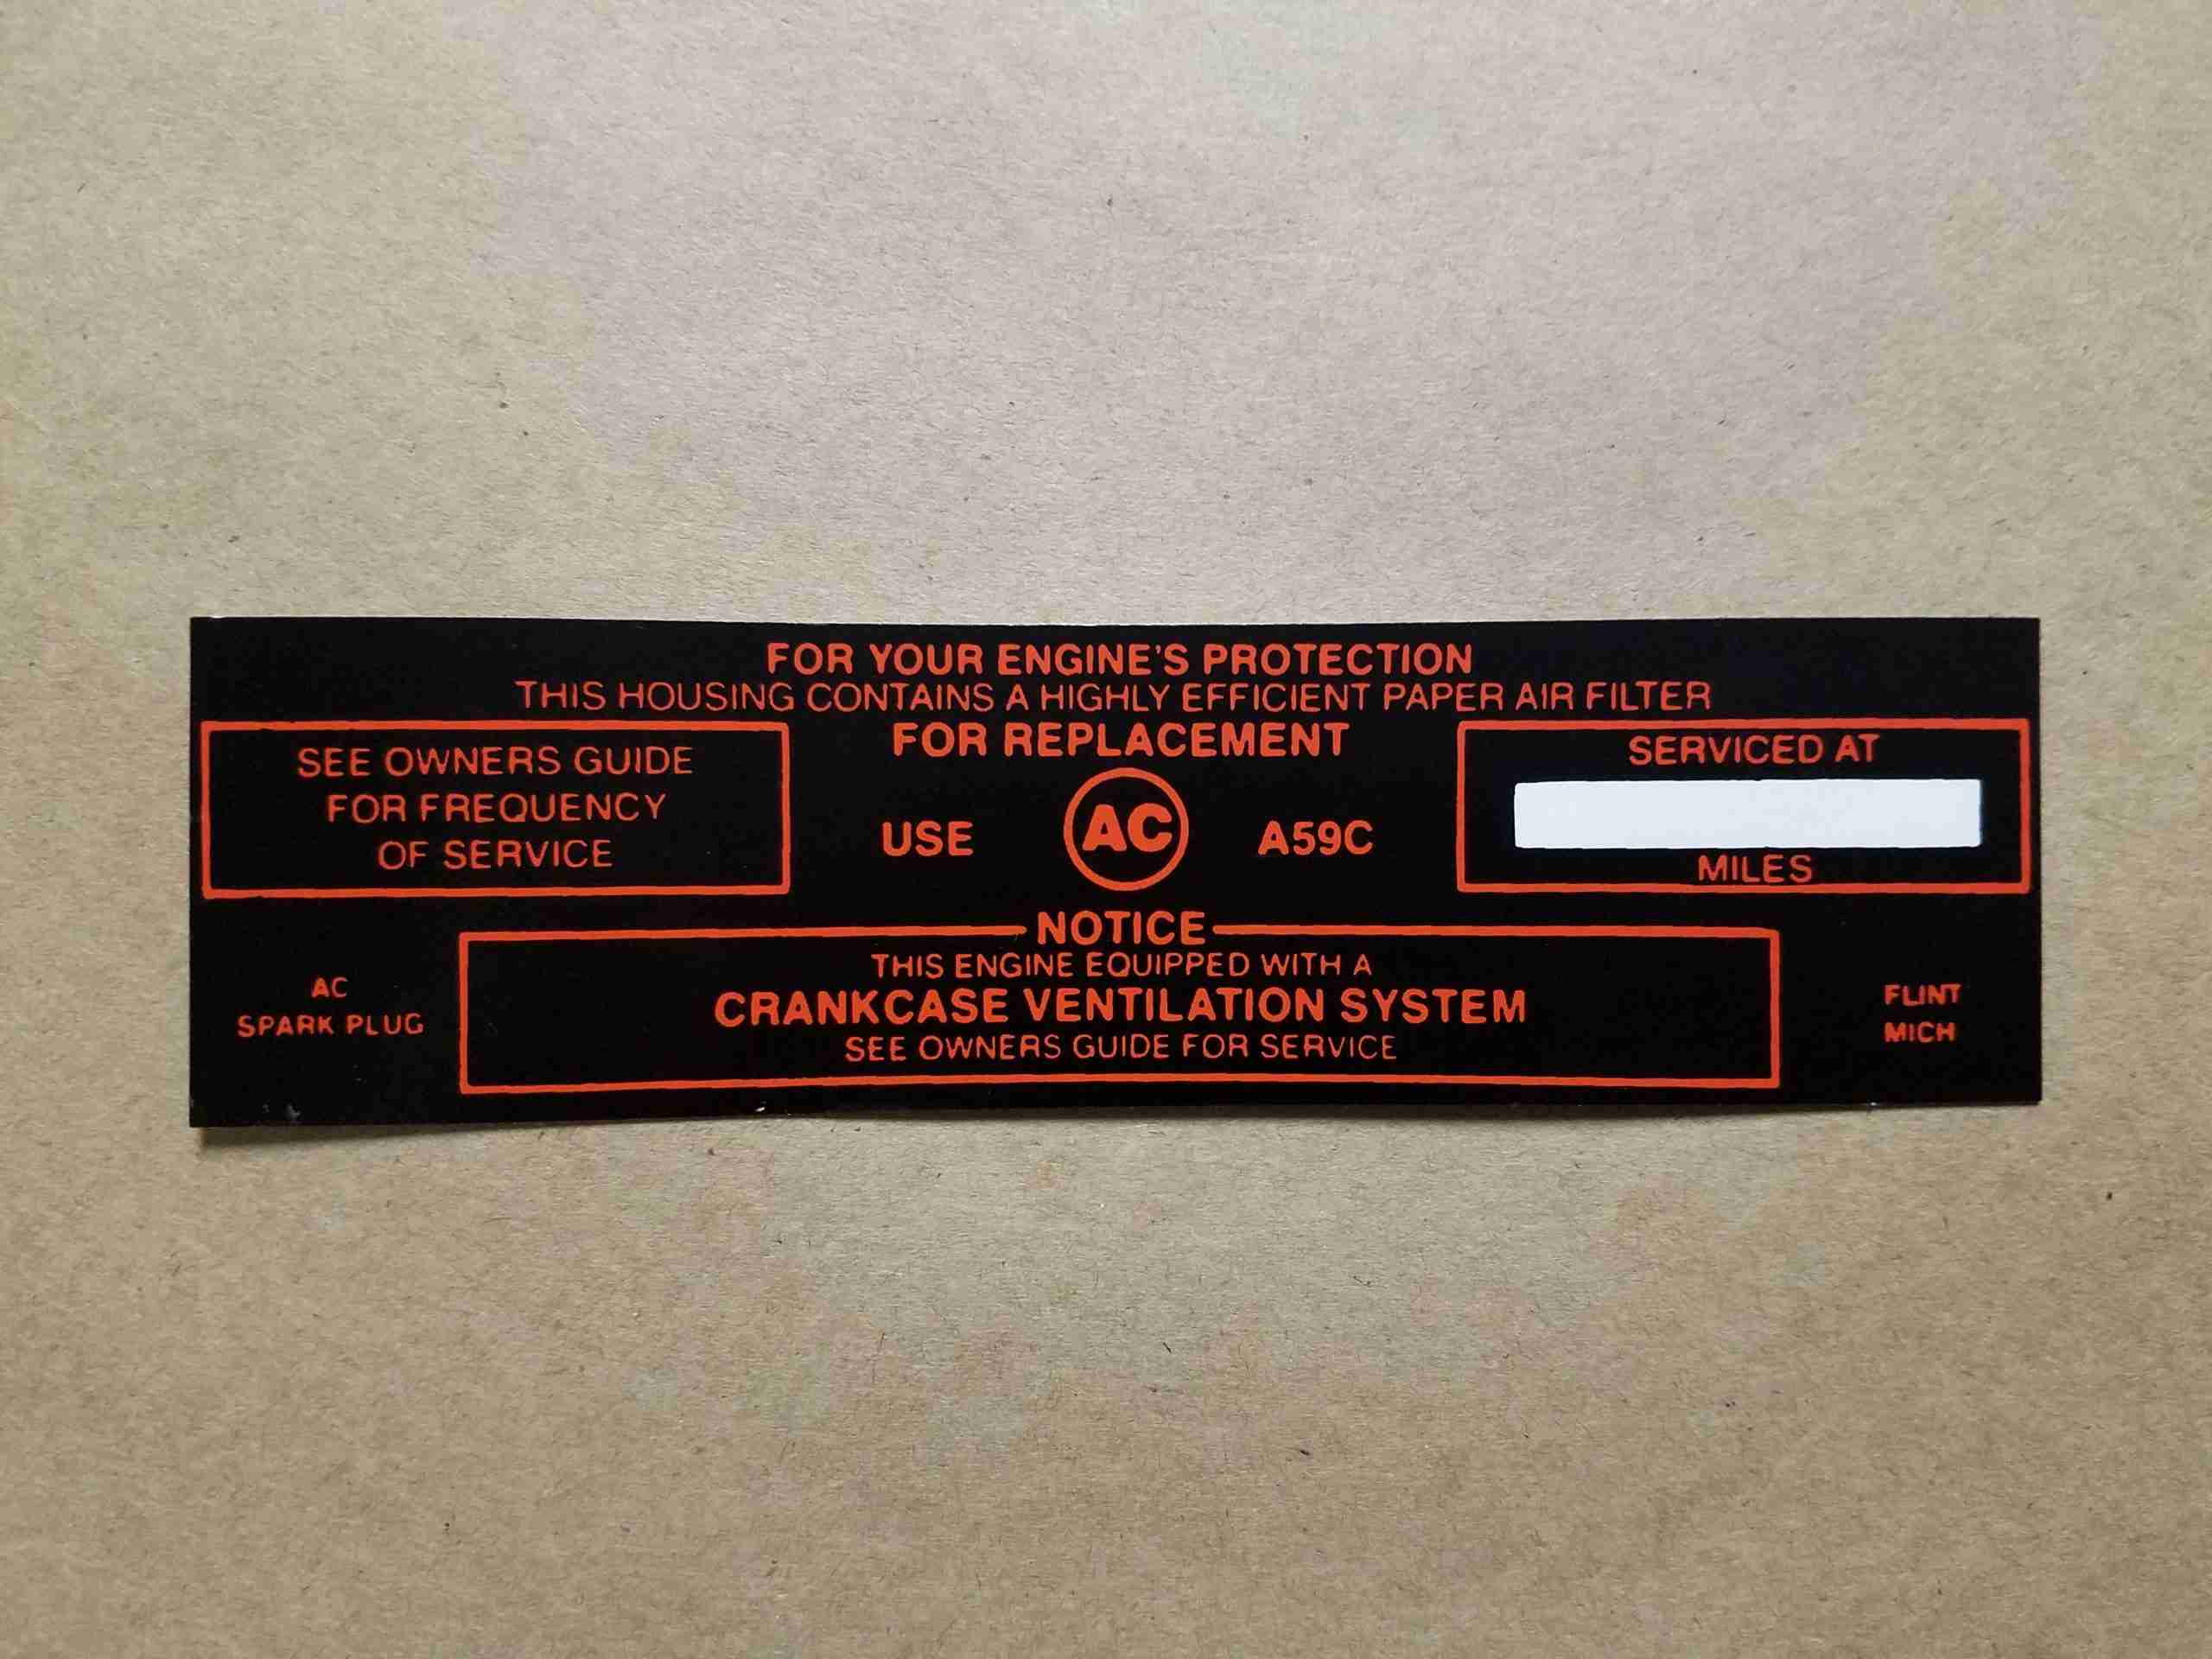 FOR YOUR ENGINE'S PROTECTION
THIS HOUSING CONTAINS A HIGHLY EFFICIENT PAPER AIR FILTER
SEE OWNERS GUIDE
FOR FREQUENCY
OF SERVICE
FOR REPLACEMENT
USE AC A59C
SERVICED AT
MILES
AC
SPARK PLUG
NOTICE
THIS ENGINE EQUIPPED WITH A
CRANKCASE VENTILATION SYSTEM
SEE OWNERS GUIDE FOR SERVICE
FLINT
MICH